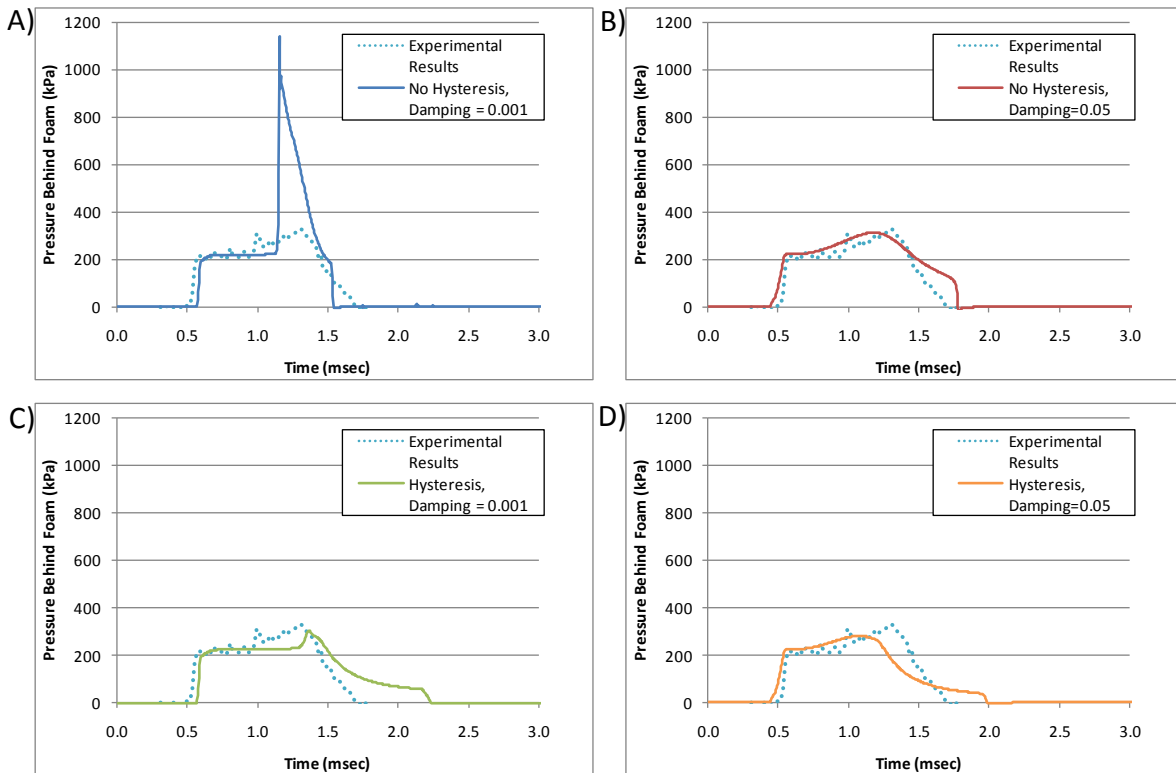 A)
1200
1000
800
600
400
200
0
Pressure Behind Foam (kPa)
Experimental
Results
No Hysteresis,
Damping = 0.001
0.0 0.5 1.0 1.5 2.0 2.5 3.0
Time (msec)
B)
1200
1000
800
600
400
200
0
Pressure Behind Foam (kPa)
Experimental
Results
No Hysteresis,
Damping=0.05
0.0 0.5 1.0 1.5 2.0 2.5 3.0
Time (msec)
C)
1200
1000
800
600
400
200
0
Pressure Behind Foam (kPa)
Experimental
Results
Hysteresis,
Damping = 0.001
0.0 0.5 1.0 1.5 2.0 2.5 3.0
Time (msec)
D)
1200
1000
800
600
400
200
0
Pressure Behind Foam (kPa)
Experimental
Results
Hysteresis,
Damping=0.05
0.0 0.5 1.0 1.5 2.0 2.5 3.0
Time (msec)